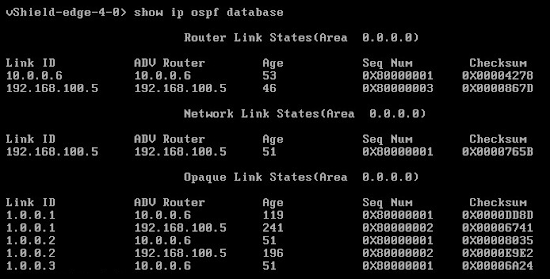 vShield-edge-4-0> show ip ospf database
Router Link States(Area 0.0.0.0)
Link ID ADV Router Age Seq Num Checksum
10.0.0.6 10.0.0.6 53 0X80000001 0X00004278
192.168.100.5 192.168.100.5 46 0X80000003 0X0000867D
Network Link States(Area 0.0.0.0)
Link ID ADV Router Age Seq Num Checksum
192.168.100.5 192.168.100.5 51 0X80000001 0X0000765B
Opaque Link States(Area 0.0.0.0)
Link ID ADV Router Age Seq Num Checksum
1.0.0.1 10.0.0.6 119 0X80000001 0X0000DD8D
1.0.0.1 192.168.100.5 241 0X80000002 0X00006741
1.0.0.2 10.0.0.6 51 0X80000001 0X00008035
1.0.0.2 192.168.100.5 196 0X80000002 0X0000E9E2
1.0.0.3 10.0.0.6 51 0X80000001 0X00006A24